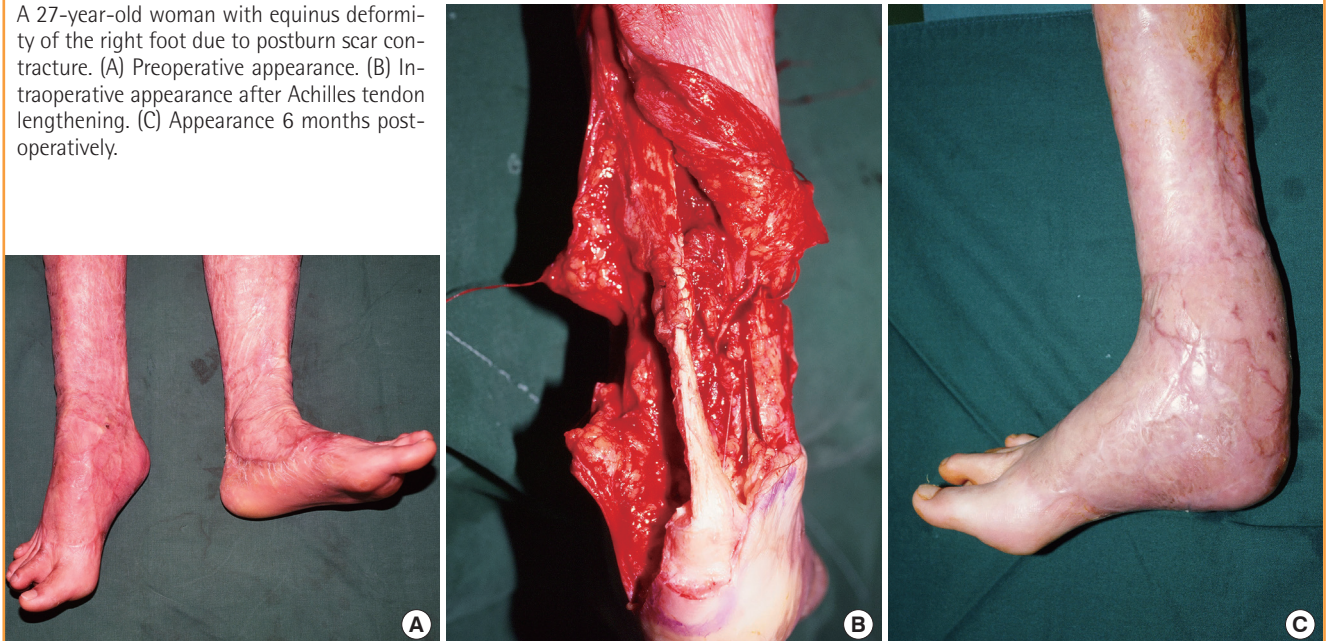 A 27-year-old woman with equinus deformi-
ty of the right foot due to postburn scar con-
tracture. (A) Preoperative appearance. (B) In-
traoperative appearance after Achilles tendon
lengthening. (C) Appearance 6 months post-
operatively.
A
B
C